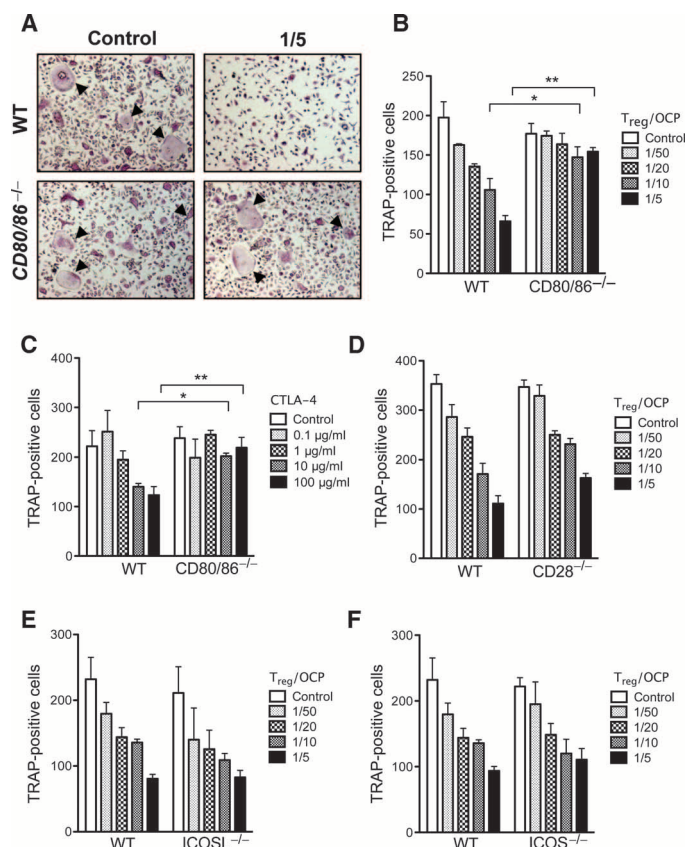 A
Control
1/5
WT
CD80/86−/−
B
TRAP-positive cells
250
200
150
100
50
0
**
*
WT
CD80/86−/−
Treg/OCP
Control
1/50
1/20
1/10
1/5
C
TRAP-positive cells
400
300
200
100
0
**
*
WT
CD80/86−/−
CTLA-4
Control
0.1 µg/ml
1 µg/ml
10 µg/ml
100 µg/ml
D
TRAP-positive cells
400
300
200
100
0
WT
CD28−/−
Treg/OCP
Control
1/50
1/20
1/10
1/5
E
TRAP-positive cells
300
200
100
0
WT
ICOSL−/−
Treg/OCP
Control
1/50
1/20
1/10
1/5
F
TRAP-positive cells
300
200
100
0
WT
ICOS−/−
Treg/OCP
Control
1/50
1/20
1/10
1/5